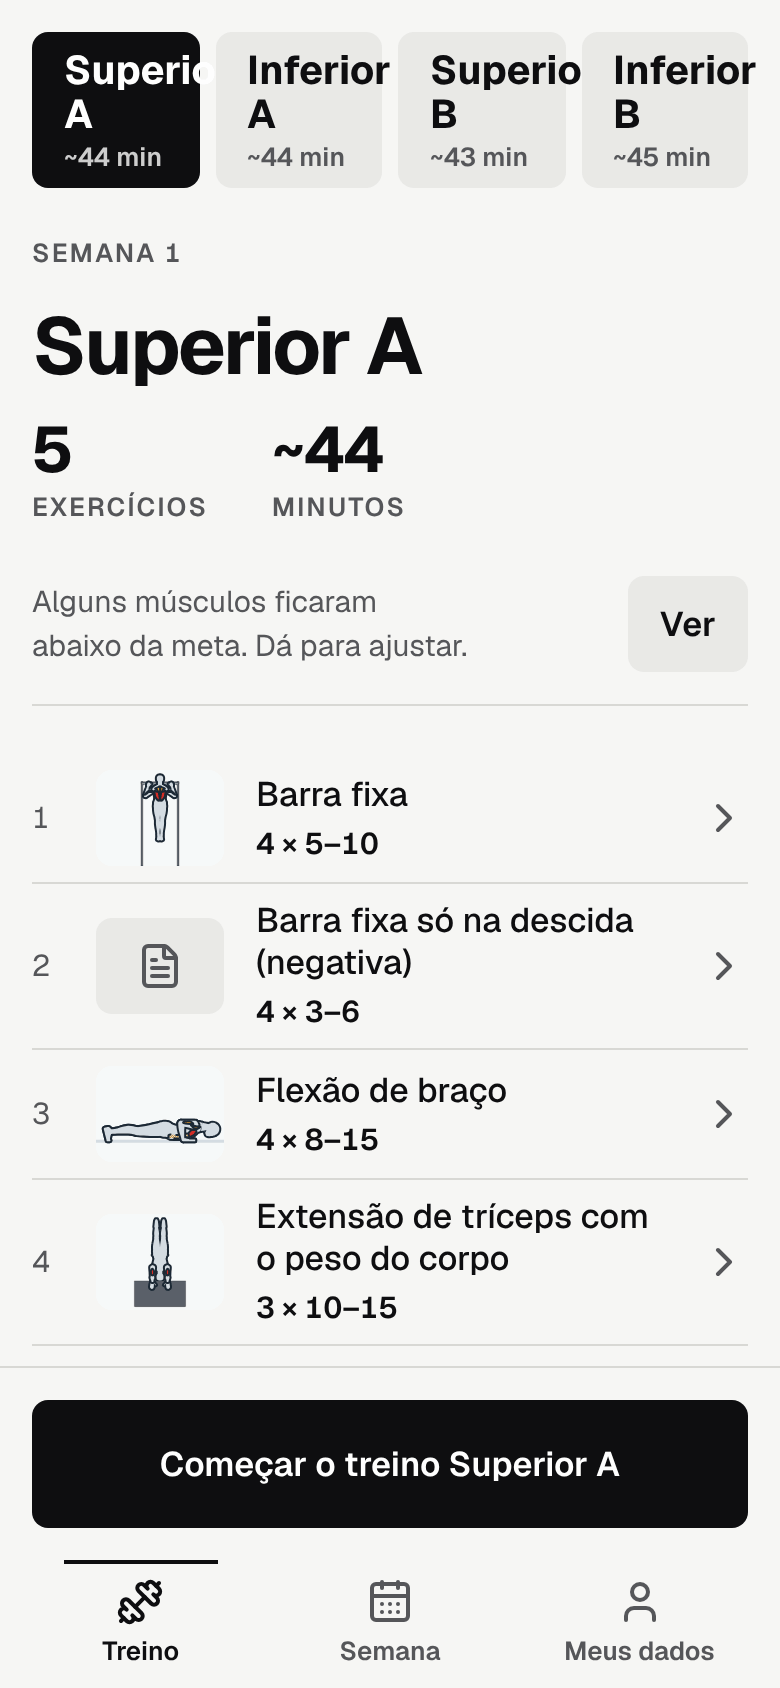 Superio
A
~44 min
Inferior
A
~44 min
Superio
B
~43 min
Inferior
B
~45 min
SEMANA 1
Superior A
5
EXERCÍCIOS
~44
MINUTOS
Alguns músculos ficaram
abaixo da meta. Dá para ajustar.
Ver
1
Barra fixa
4 × 5–10
2
Barra fixa só na descida
(negativa)
4 × 3–6
3
Flexão de braço
4 × 8–15
4
Extensão de tríceps com
o peso do corpo
3 × 10–15
Começar o treino Superior A
Treino
Semana
Meus dados